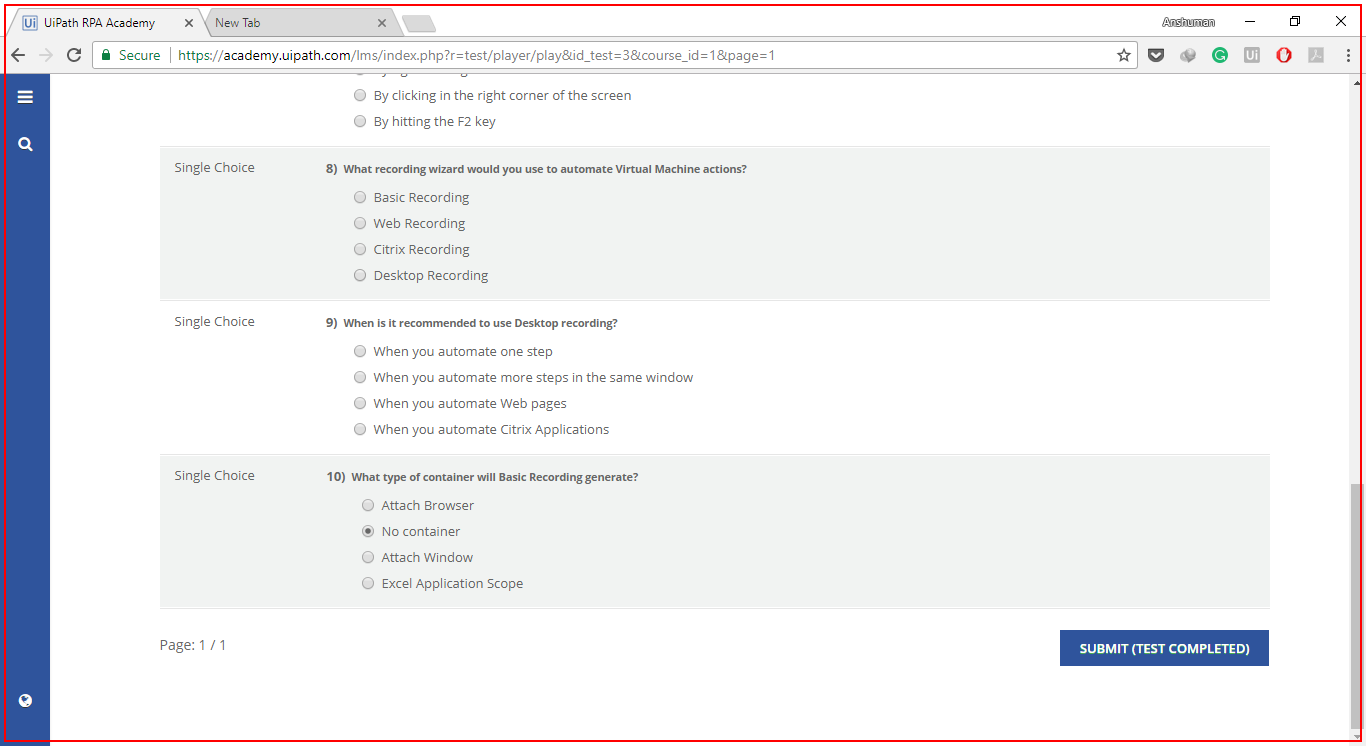 UiPath RPA Academy
New Tab
Anshuman
Secure
https://academy.uipath.com/lms/index.php?r=test/player/play&id_test=3&course_id=1&page=1
By clicking in the right corner of the screen
By hitting the F2 key
Single Choice
8) What recording wizard would you use to automate Virtual Machine actions?
Basic Recording
Web Recording
Citrix Recording
Desktop Recording
Single Choice
9) When is it recommended to use Desktop recording?
When you automate one step
When you automate more steps in the same window
When you automate Web pages
When you automate Citrix Applications
Single Choice
10) What type of container will Basic Recording generate?
Attach Browser
No container
Attach Window
Excel Application Scope
Page: 1 / 1
SUBMIT (TEST COMPLETED)